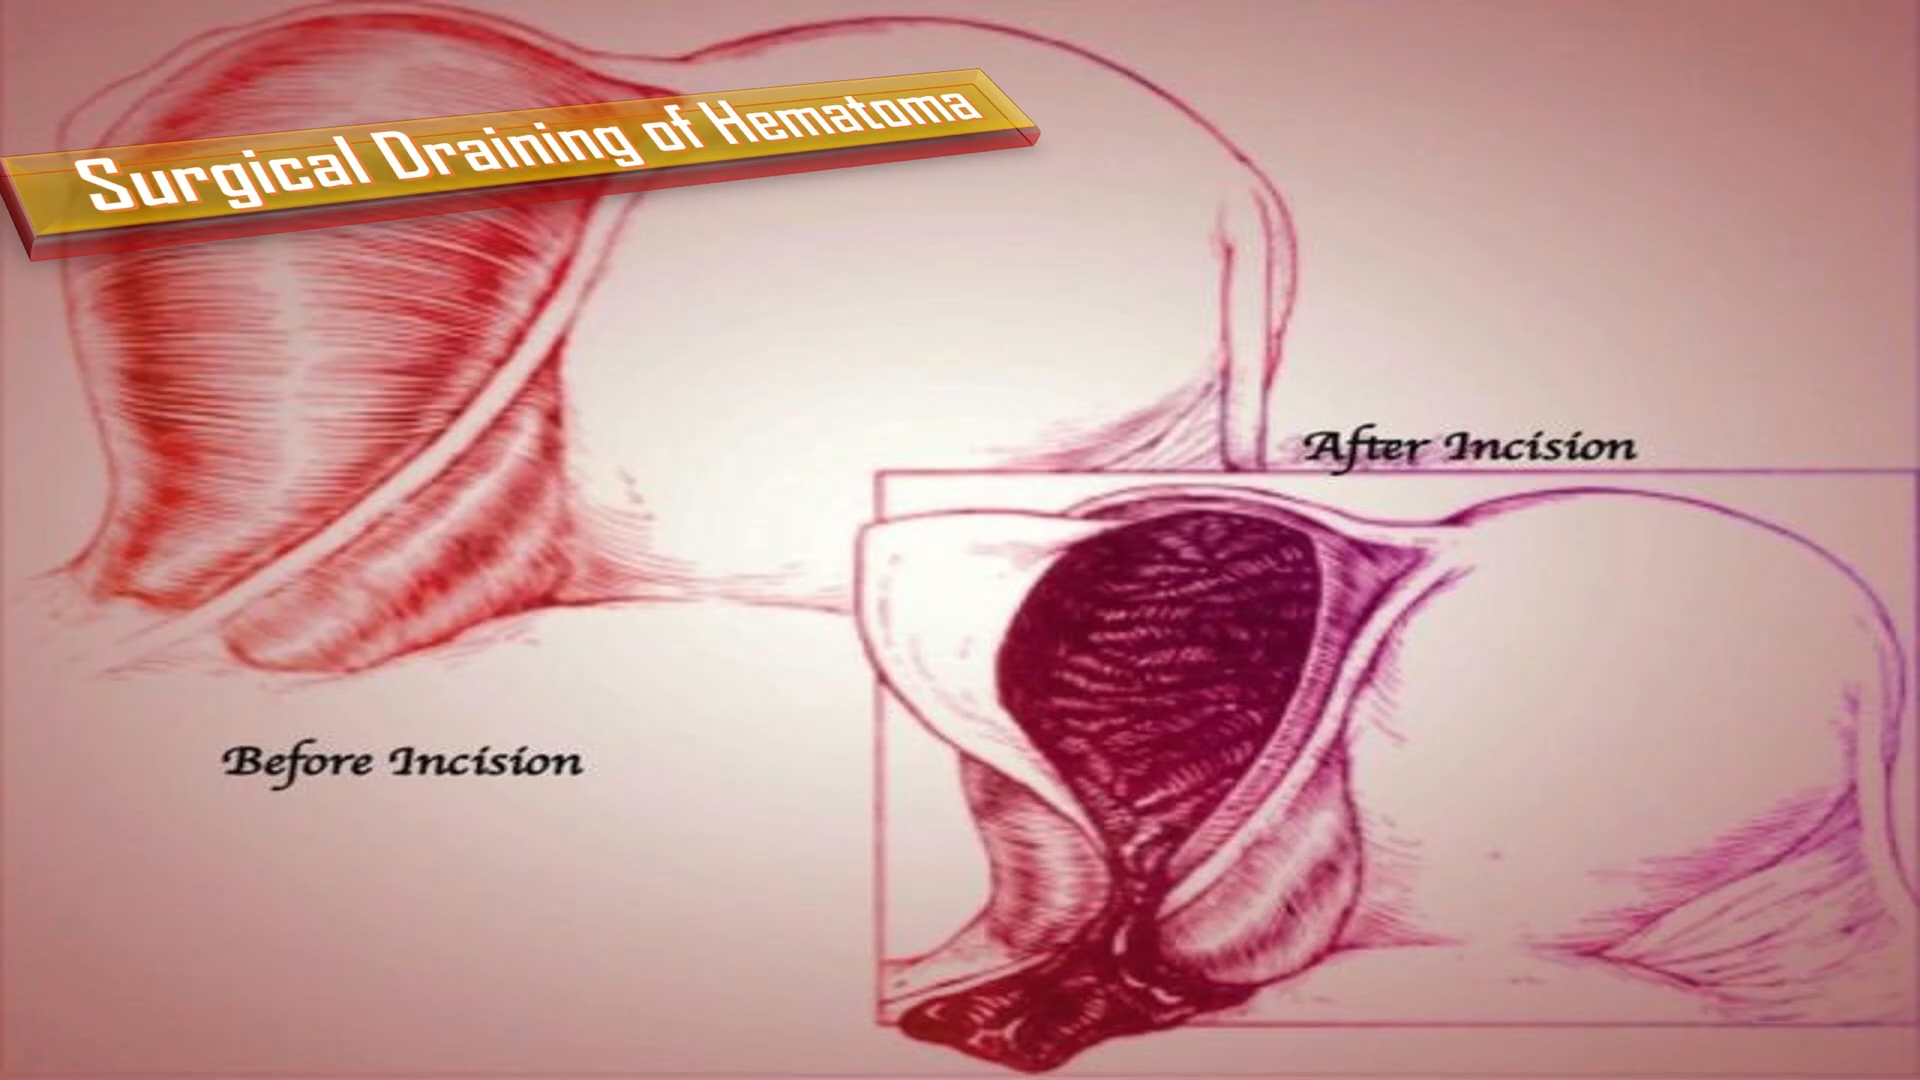 Surgical Draining of Hematoma
After Incision
Before Incision